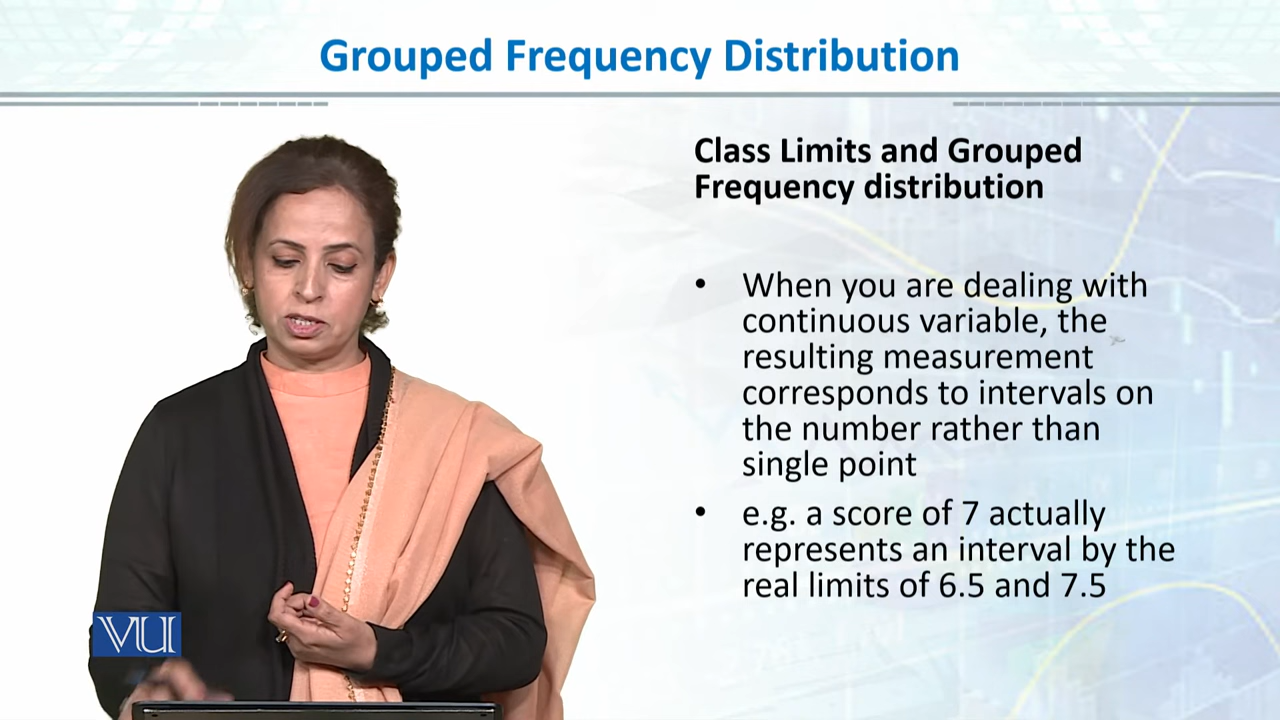 Grouped Frequency Distribution
Class Limits and Grouped
Frequency distribution
• When you are dealing with
continuous variable, the
resulting measurement
corresponds to intervals on
the number rather than
single point
• e.g. a score of 7 actually
represents an interval by the
real limits of 6.5 and 7.5
VU